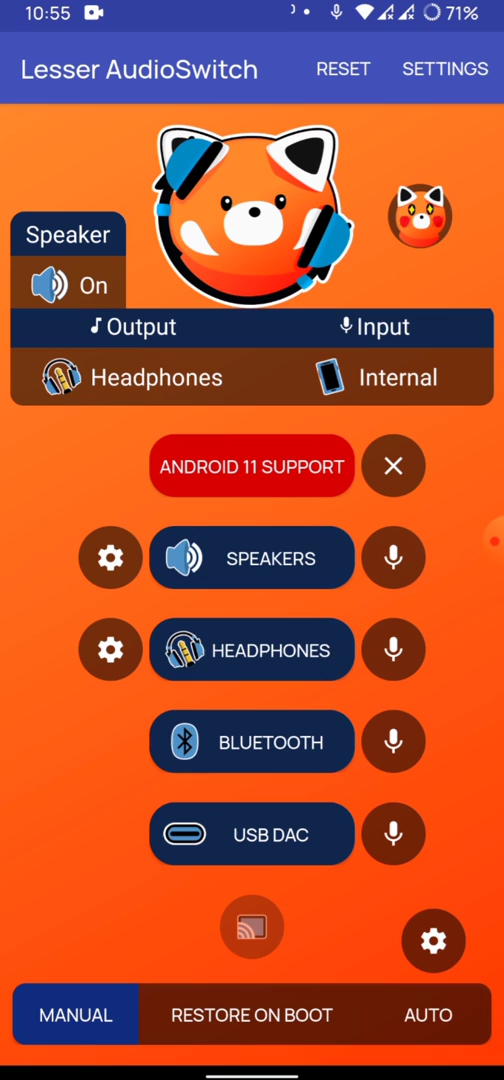 10:55
71%
Lesser AudioSwitch
RESET
SETTINGS
Speaker
On
Output
Input
Headphones
Internal
ANDROID 11 SUPPORT
SPEAKERS
HEADPHONES
BLUETOOTH
USB DAC
MANUAL
RESTORE ON BOOT
AUTO